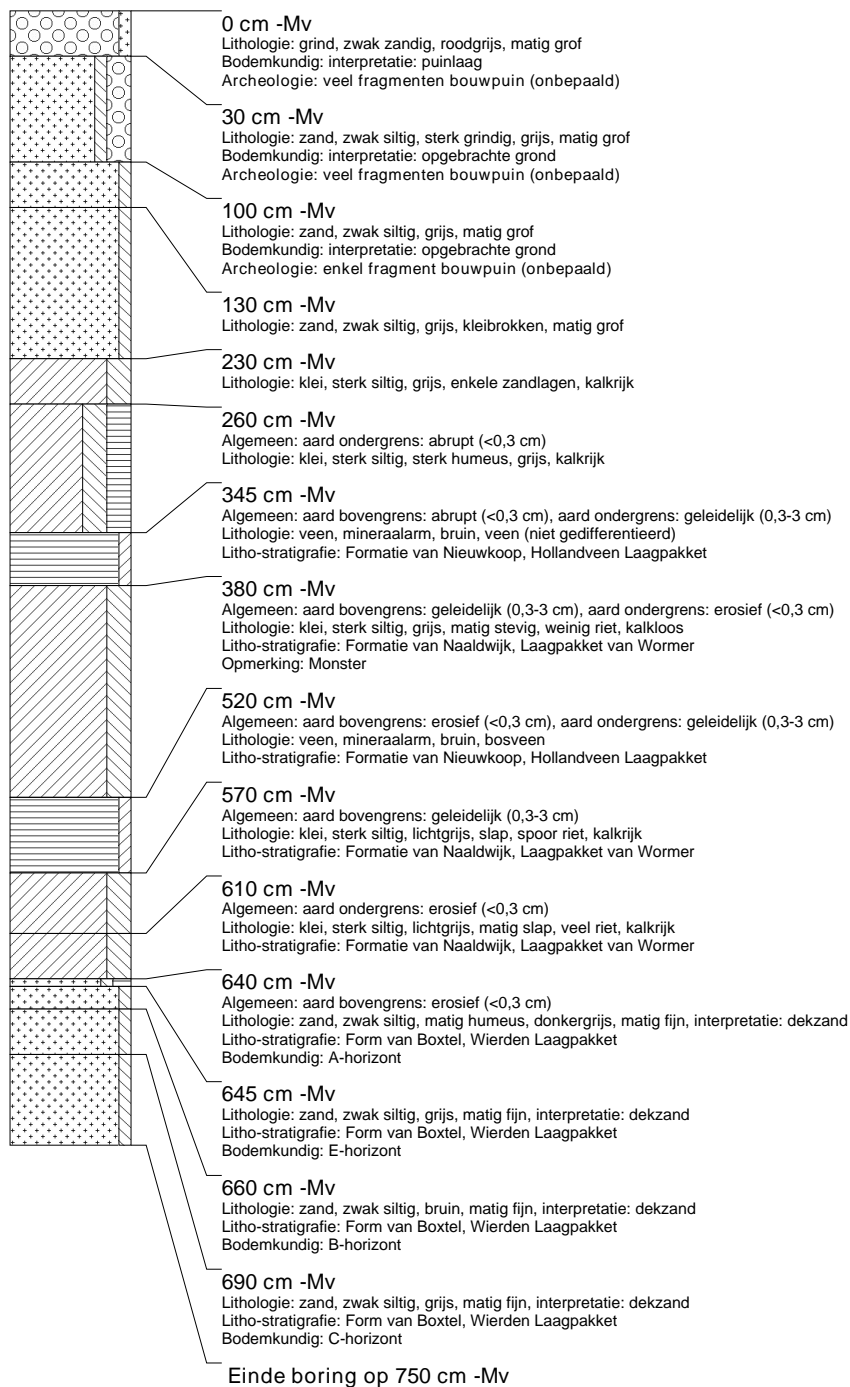 0 cm -Mv
Lithologie: grind, zwak zandig, roodgrijs, matig grof
Bodemkundig: interpretatie: puinlaag
Archeologie: veel fragmenten bouwpuin (onbepaald)
30 cm -Mv
Lithologie: zand, zwak siltig, sterk grindig, grijs, matig grof
Bodemkundig: interpretatie: opgebrachte grond
Archeologie: veel fragmenten bouwpuin (onbepaald)
100 cm -Mv
Lithologie: zand, zwak siltig, grijs, matig grof
Bodemkundig: interpretatie: opgebrachte grond
Archeologie: enkel fragment bouwpuin (onbepaald)
130 cm -Mv
Lithologie: zand, zwak siltig, grijs, kleibrokken, matig grof
230 cm -Mv
Lithologie: klei, sterk siltig, grijs, enkele zandlagen, kalkrijk
260 cm -Mv
Algemeen: aard ondergrens: abrupt (<0,3 cm)
Lithologie: klei, sterk siltig, sterk humeus, grijs, kalkrijk
345 cm -Mv
Algemeen: aard bovengrens: abrupt (<0,3 cm), aard ondergrens: geleidelijk (0,3-3 cm)
Lithologie: veen, mineraalarm, bruin, veen (niet gedifferentieerd)
Litho-stratigrafie: Formatie van Nieuwkoop, Hollandveen Laagpakket
380 cm -Mv
Algemeen: aard bovengrens: geleidelijk (0,3-3 cm), aard ondergrens: erosief (<0,3 cm)
Lithologie: klei, sterk siltig, grijs, matig stevig, weinig riet, kalkloos
Litho-stratigrafie: Formatie van Naaldwijk, Laagpakket van Wormer
Opmerking: Monster
520 cm -Mv
Algemeen: aard bovengrens: erosief (<0,3 cm), aard ondergrens: geleidelijk (0,3-3 cm)
Lithologie: veen, mineraalarm, bruin, bosveen
Litho-stratigrafie: Formatie van Nieuwkoop, Hollandveen Laagpakket
570 cm -Mv
Algemeen: aard bovengrens: geleidelijk (0,3-3 cm)
Lithologie: klei, sterk siltig, lichtgrijs, slap, spoor riet, kalkrijk
Litho-stratigrafie: Formatie van Naaldwijk, Laagpakket van Wormer
610 cm -Mv
Algemeen: aard ondergrens: erosief (<0,3 cm)
Lithologie: klei, sterk siltig, lichtgrijs, matig slap, veel riet, kalkrijk
Litho-stratigrafie: Formatie van Naaldwijk, Laagpakket van Wormer
640 cm -Mv
Algemeen: aard bovengrens: erosief (<0,3 cm)
Lithologie: zand, zwak siltig, matig humeus, donkergrijs, matig fijn, interpretatie: dekzand
Litho-stratigrafie: Form van Boxtel, Wierden Laagpakket
Bodemkundig: A-horizont
645 cm -Mv
Lithologie: zand, zwak siltig, grijs, matig fijn, interpretatie: dekzand
Litho-stratigrafie: Form van Boxtel, Wierden Laagpakket
Bodemkundig: E-horizont
660 cm -Mv
Lithologie: zand, zwak siltig, bruin, matig fijn, interpretatie: dekzand
Litho-stratigrafie: Form van Boxtel, Wierden Laagpakket
Bodemkundig: B-horizont
690 cm -Mv
Lithologie: zand, zwak siltig, grijs, matig fijn, interpretatie: dekzand
Litho-stratigrafie: Form van Boxtel, Wierden Laagpakket
Bodemkundig: C-horizont
Einde boring op 750 cm -Mv